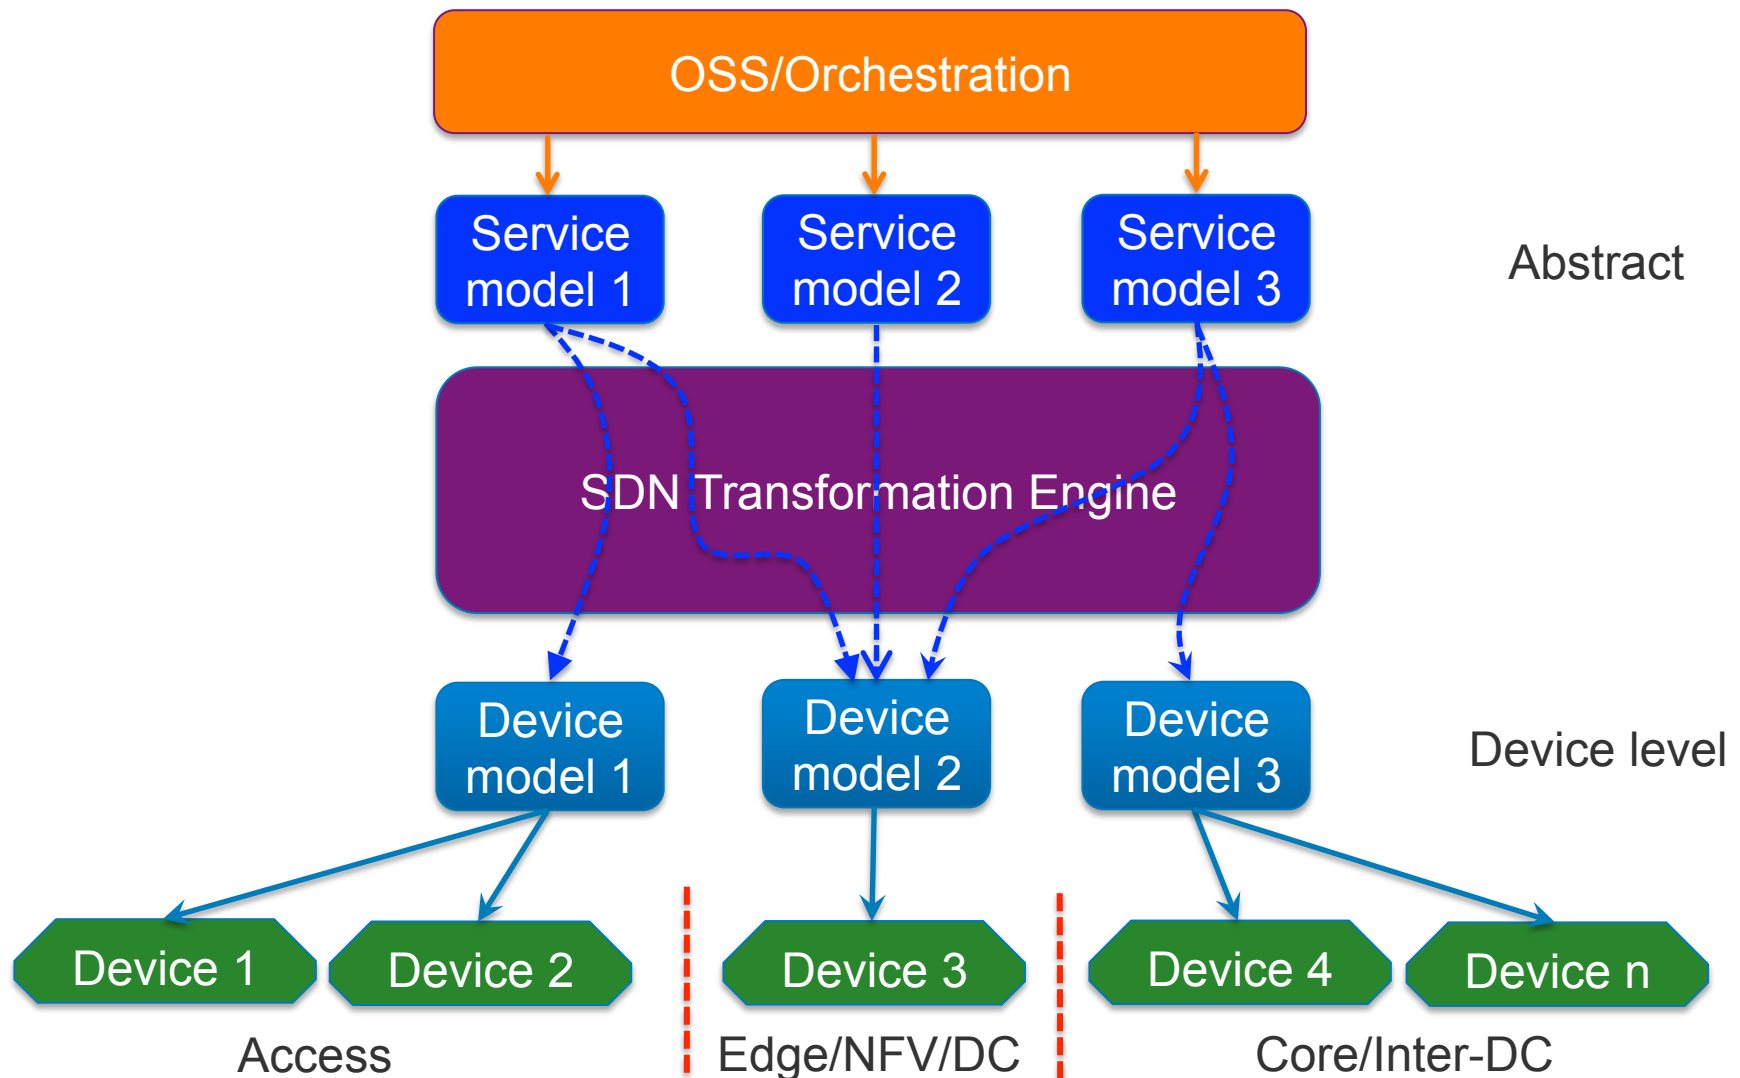 OSS/Orchestration
Service
model 1
Service
model 2
Service
model 3
Abstract
SDN Transformation Engine
Device
model 1
Device
model 2
Device
model 3
Device level
Device 1
Device 2
Device 3
Device 4
Device n
Access
Edge/NFV/DC
Core/Inter-DC